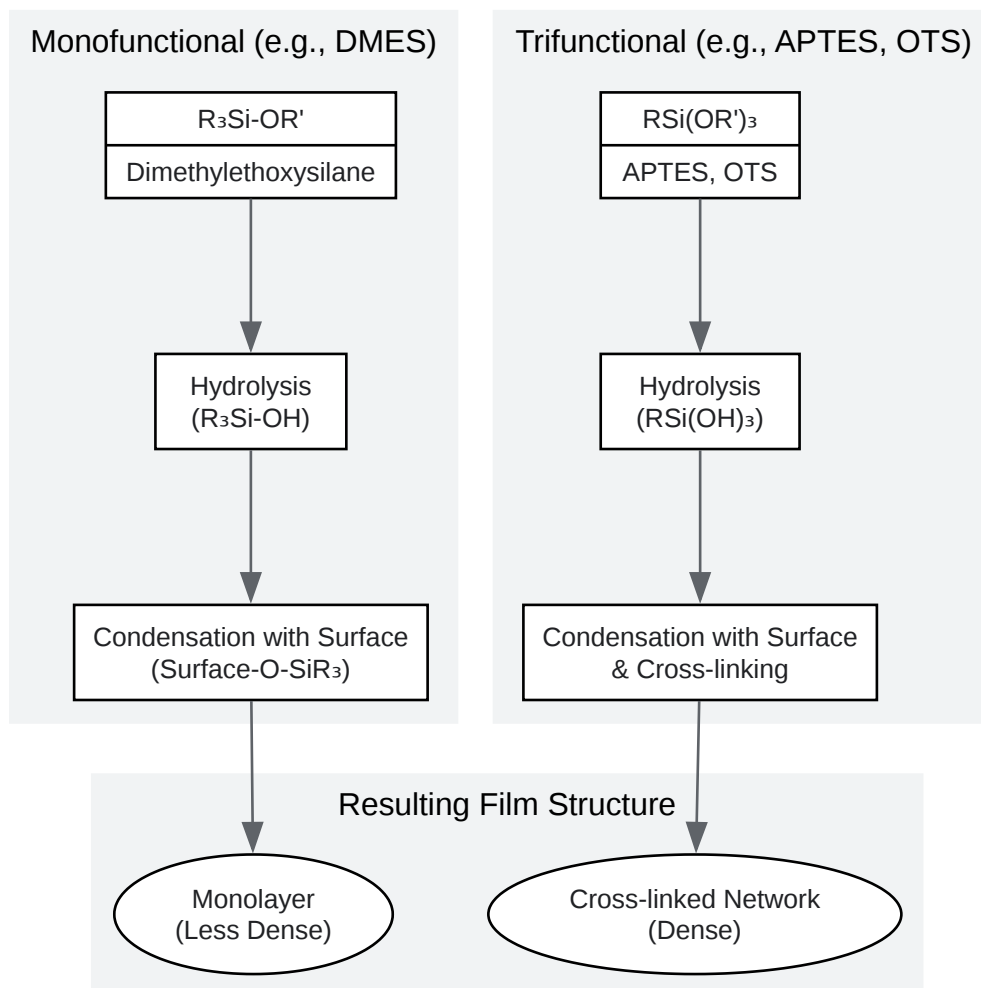 Monofunctional (e.g., DMES)
R₃Si-OR'
Dimethylethoxysilane
Hydrolysis
(R₃Si-OH)
Condensation with Surface
(Surface-O-SiR₃)
Trifunctional (e.g., APTES, OTS)
RSi(OR')₃
APTES, OTS
Hydrolysis
(RSi(OH)₃)
Condensation with Surface
& Cross-linking
Resulting Film Structure
Monolayer
(Less Dense)
Cross-linked Network
(Dense)